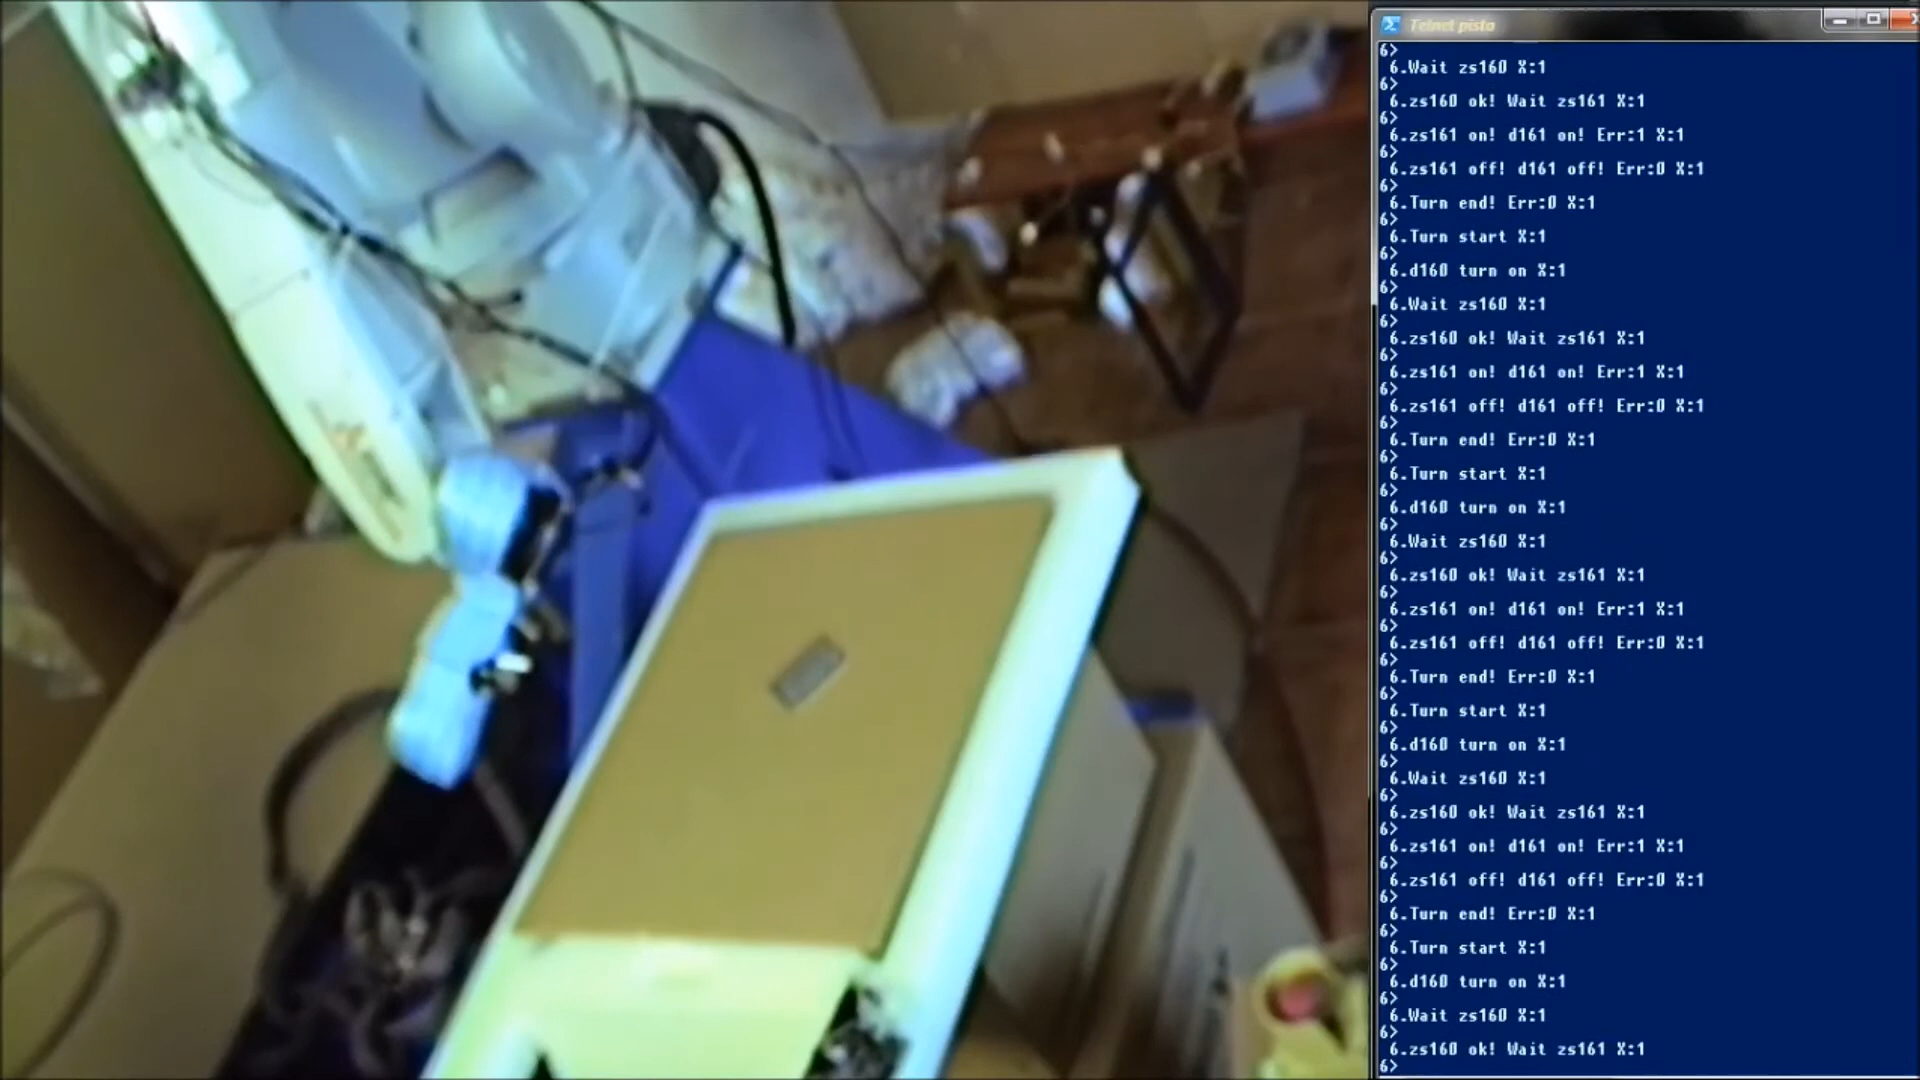 Telnet pisto
6>
6.Wait zs160 X:1
6>
6.zs160 ok! Wait zs161 X:1
6>
6.zs161 on! d161 on! Err:1 X:1
6>
6.zs161 off! d161 off! Err:0 X:1
6>
6.Turn end! Err:0 X:1
6>
6.Turn start X:1
6>
6.d160 turn on X:1
6>
6.Wait zs160 X:1
6>
6.zs160 ok! Wait zs161 X:1
6>
6.zs161 on! d161 on! Err:1 X:1
6>
6.zs161 off! d161 off! Err:0 X:1
6>
6.Turn end! Err:0 X:1
6>
6.Turn start X:1
6>
6.d160 turn on X:1
6>
6.Wait zs160 X:1
6>
6.zs160 ok! Wait zs161 X:1
6>
6.zs161 on! d161 on! Err:1 X:1
6>
6.zs161 off! d161 off! Err:0 X:1
6>
6.Turn end! Err:0 X:1
6>
6.Turn start X:1
6>
6.d160 turn on X:1
6>
6.Wait zs160 X:1
6>
6.zs160 ok! Wait zs161 X:1
6>
6.zs161 on! d161 on! Err:1 X:1
6>
6.zs161 off! d161 off! Err:0 X:1
6>
6.Turn end! Err:0 X:1
6>
6.Turn start X:1
6>
6.d160 turn on X:1
6>
6.Wait zs160 X:1
6>
6.zs160 ok! Wait zs161 X:1
6>